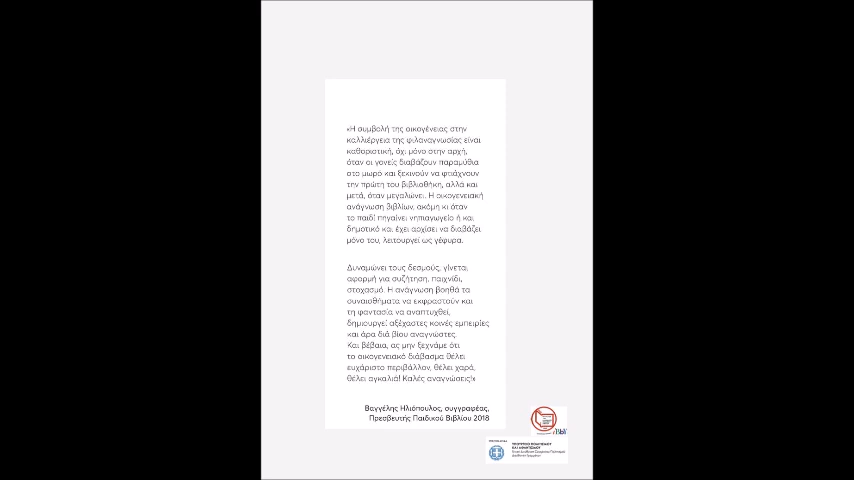 «Η συμβολή της οικογένειας στην
καλλιέργεια της φιλαναγνωσίας είναι
καθοριστική, όχι μόνο στην αρχή,
όταν οι γονείς διαβάζουν παραμύθια
στο μωρό και ξεκινούν να φτιάχνουν
την πρώτη του βιβλιοθήκη, αλλά και
μετά, όταν μεγαλώνει. Η οικογενειακή
ανάγνωση βιβλίων, ακόμη κι όταν
το παιδί πηγαίνει νηπιαγωγείο ή και
δημοτικό και έχει αρχίσει να διαβάζει
μόνο του, λειτουργεί ως γέφυρα.
Δυναμώνει τους δεσμούς, γίνεται
αφορμή για συζήτηση, παιχνίδι,
στοχασμό. Η ανάγνωση βοηθά τα
συναισθήματα να εκφραστούν και
τη φαντασία να αναπτυχθεί,
δημιουργεί αξέχαστες κοινές εμπειρίες
και άρα διά βίου αναγνώστες.
Και βέβαια, ας μην ξεχνάμε ότι
το οικογενειακό διάβασμα θέλει
ευχάριστο περιβάλλον, θέλει χαρά,
θέλει αγκαλιά! Καλές αναγνώσεις!»
Βαγγέλης Ηλιόπουλος, συγγραφέας,
Πρεσβευτής Παιδικού Βιβλίου 2018
ΥΠΟΥΡΓΕΙΟ ΠΟΛΙΤΙΣΜΟΥ
ΚΑΙ ΑΘΛΗΤΙΣΜΟΥ